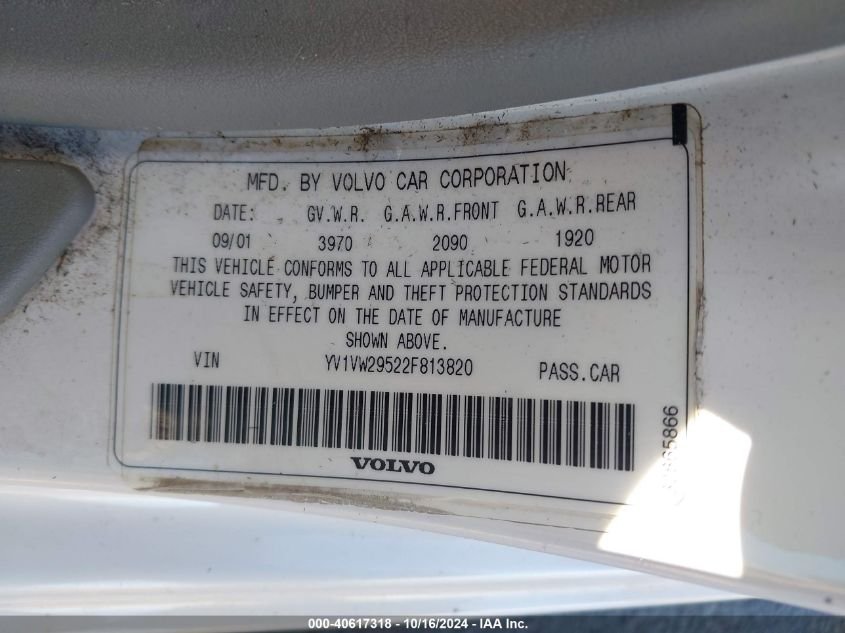 MFD. BY VOLVO CAR CORPORATION
DATE: GV.W.R. G.A.W.R.FRONT G.A.W.R.REAR
09/01 3970 2090 1920
THIS VEHICLE CONFORMS TO ALL APPLICABLE FEDERAL MOTOR
VEHICLE SAFETY, BUMPER AND THEFT PROTECTION STANDARDS
IN EFFECT ON THE DATE OF MANUFACTURE
SHOWN ABOVE.
VIN YV1VW29522F813820 PASS.CAR
VOLVO
000-40617318 - 10/16/2024 - IAA Inc.